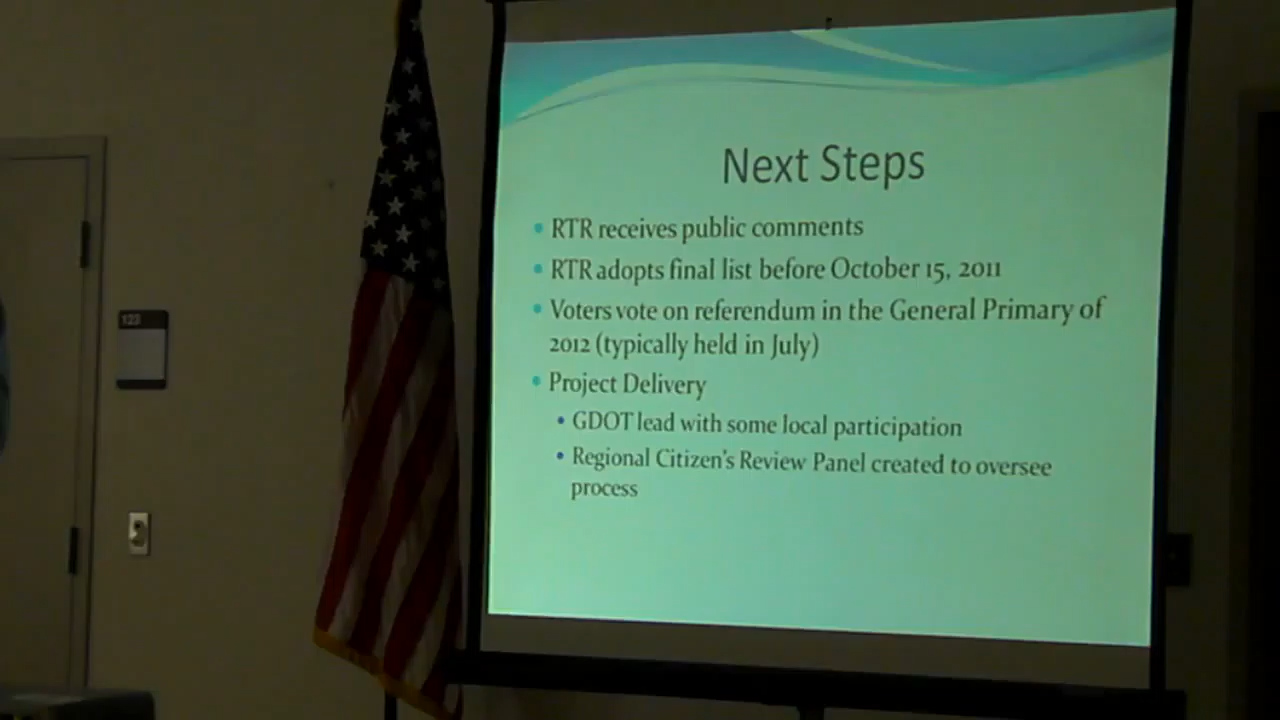 123
Next Steps
RTR receives public comments
RTR adopts final list before October 15, 2011
Voters vote on referendum in the General Primary of
2012 (typically held in July)
Project Delivery
GDOT lead with some local participation
Regional Citizen's Review Panel created to oversee
process